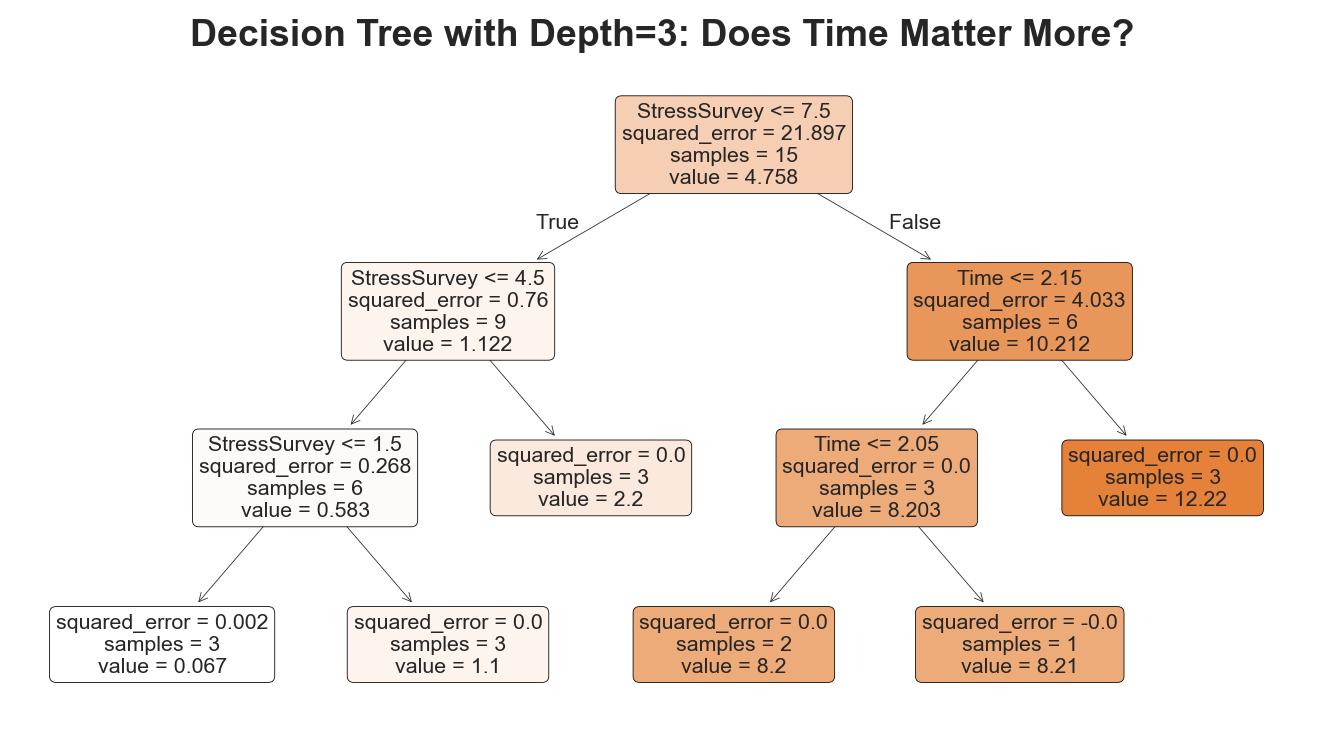 Decision Tree with Depth=3: Does Time Matter More?
StressSurvey <= 7.5
squared_error = 21.897
samples = 15
value = 4.758
True
False
StressSurvey <= 4.5
squared_error = 0.76
samples = 9
value = 1.122
Time <= 2.15
squared_error = 4.033
samples = 6
value = 10.212
StressSurvey <= 1.5
squared_error = 0.268
samples = 6
value = 0.583
squared_error = 0.0
samples = 3
value = 2.2
Time <= 2.05
squared_error = 0.0
samples = 3
value = 8.203
squared_error = 0.0
samples = 3
value = 12.22
squared_error = 0.002
samples = 3
value = 0.067
squared_error = 0.0
samples = 3
value = 1.1
squared_error = 0.0
samples = 2
value = 8.2
squared_error = -0.0
samples = 1
value = 8.21